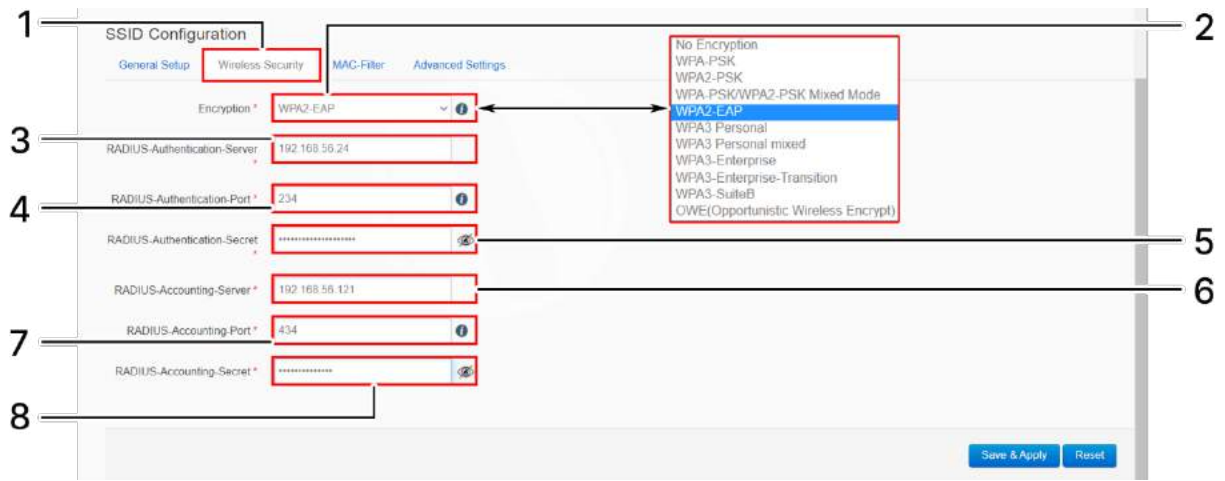 1
2
SSID Configuration
General Setup Wireless Security MAC-Filter Advanced Settings
Encryption * WPA2-EAP
No Encryption
WPA-PSK
WPA2-PSK
WPA-PSK/WPA2-PSK Mixed Mode
WPA2-EAP
WPA3 Personal
WPA3 Personal mixed
WPA3-Enterprise
WPA3-Enterprise-Transition
WPA3-SuiteB
OWE(Opportunistic Wireless Encrypt)
3
RADIUS-Authentication-Server * 192.168.56.24
4
RADIUS-Authentication-Port * 234
RADIUS-Authentication-Secret * ••••••••••••••••••••
5
RADIUS-Accounting-Server * 192.168.56.121
6
7
RADIUS-Accounting-Port * 434
RADIUS-Accounting-Secret * ••••••••••••••
8
Save & Apply Reset